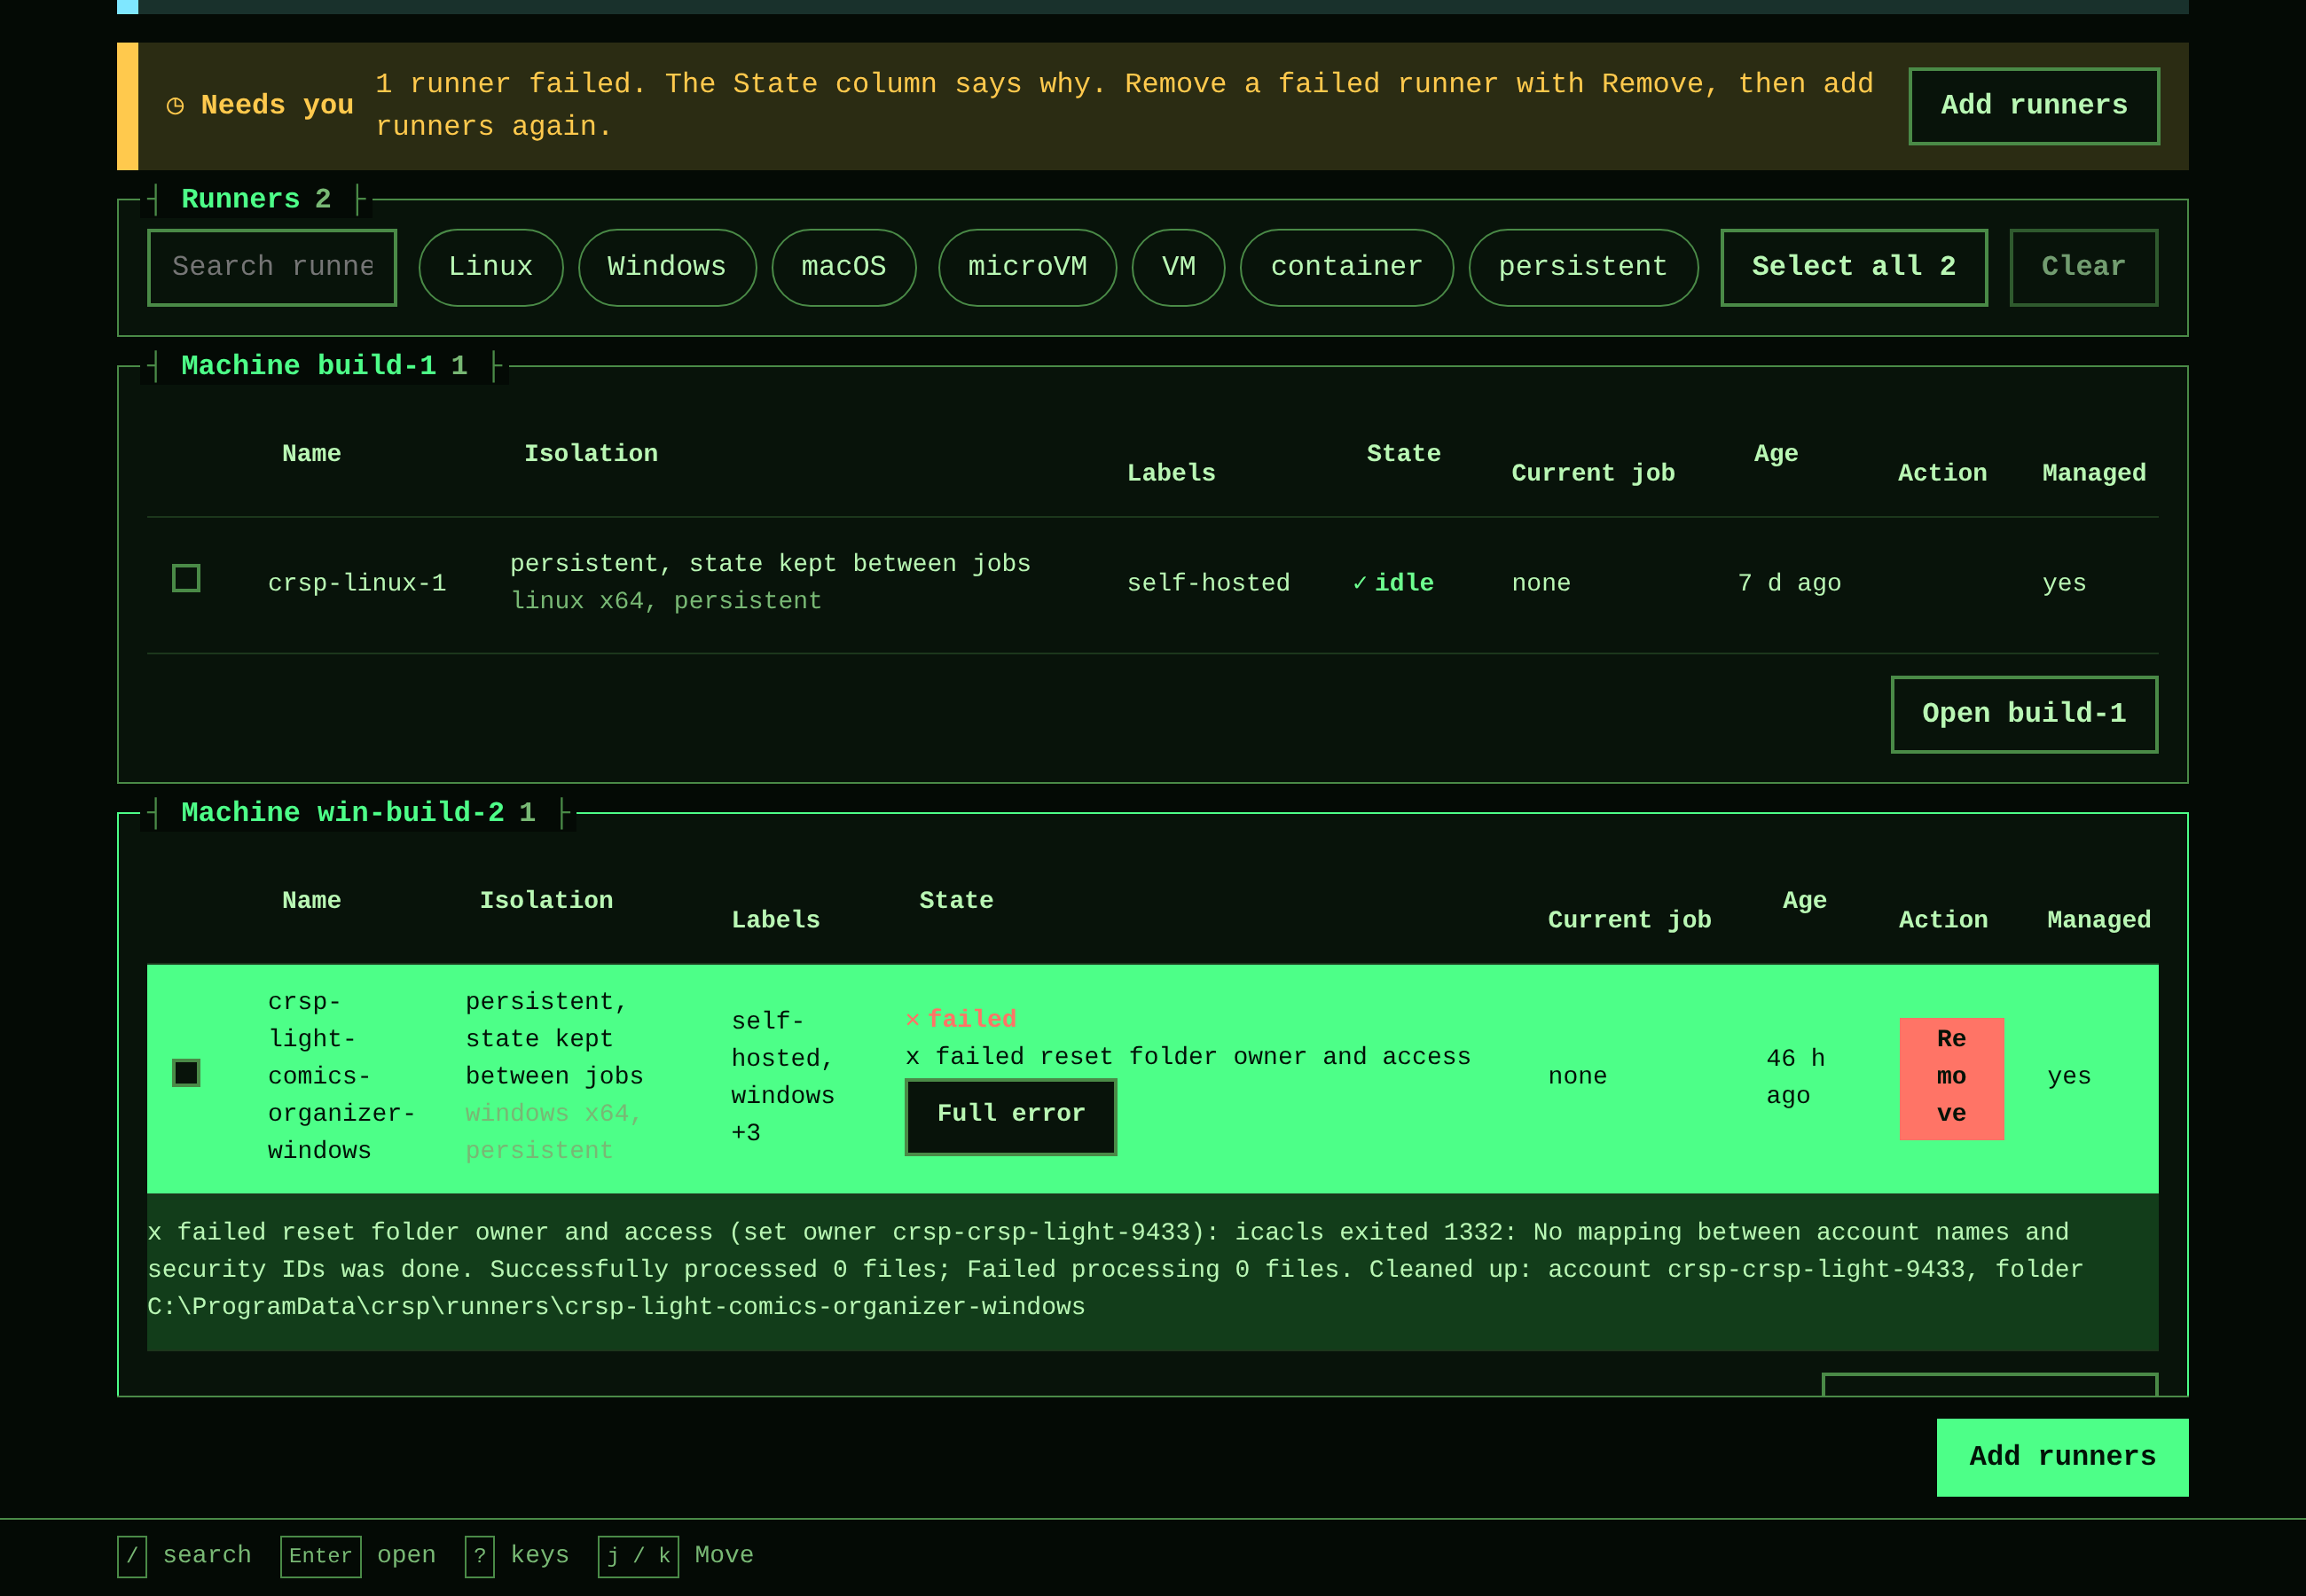 ◷ Needs you
1 runner failed. The State column says why. Remove a failed runner with Remove, then add
runners again.
Add runners
Runners 2
Search runne
Linux
Windows
macOS
microVM
VM
container
persistent
Select all 2
Clear
Machine build-1 1
Name Isolation Labels State Current job Age Action Managed
crsp-linux-1
persistent, state kept between jobs
linux x64, persistent
self-hosted
✓ idle
none
7 d ago
yes
Open build-1
Machine win-build-2 1
Name Isolation Labels State Current job Age Action Managed
crsp-
light-
comics-
organizer-
windows
persistent,
state kept
between jobs
windows x64,
persistent
self-
hosted,
windows
+3
× failed
x failed reset folder owner and access
Full error
none
46 h
ago
Re
mo
ve
yes
x failed reset folder owner and access (set owner crsp-crsp-light-9433): icacls exited 1332: No mapping between account names and
security IDs was done. Successfully processed 0 files; Failed processing 0 files. Cleaned up: account crsp-crsp-light-9433, folder
C:\ProgramData\crsp\runners\crsp-light-comics-organizer-windows
Add runners
/ search Enter open ? keys j / k Move